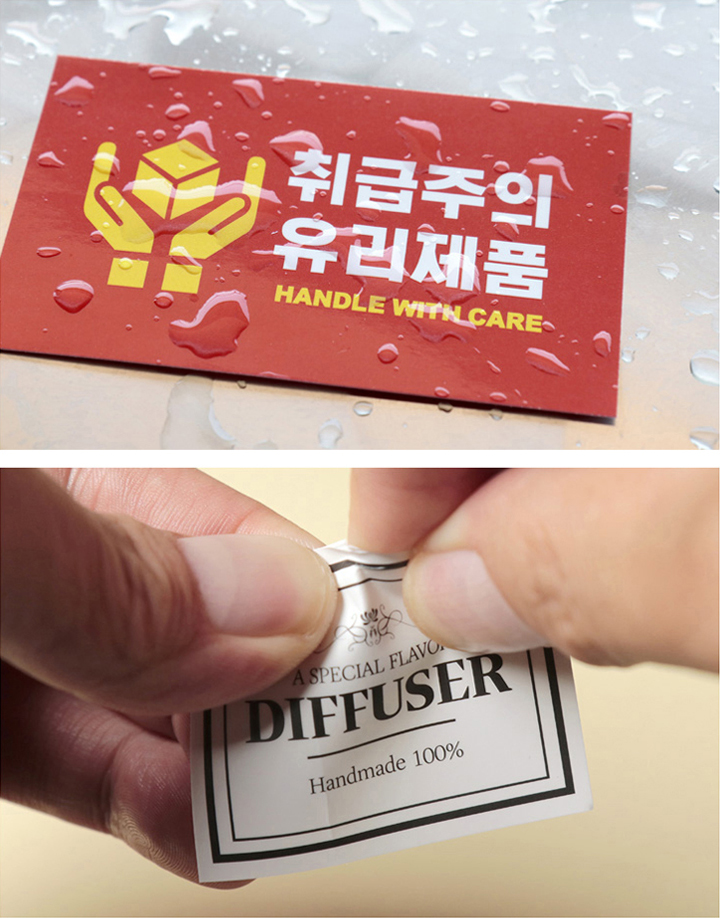 취급주의
유리제품
HANDLE WITH CARE
A SPECIAL FLAVO
DIFFUSER
Handmade 100%